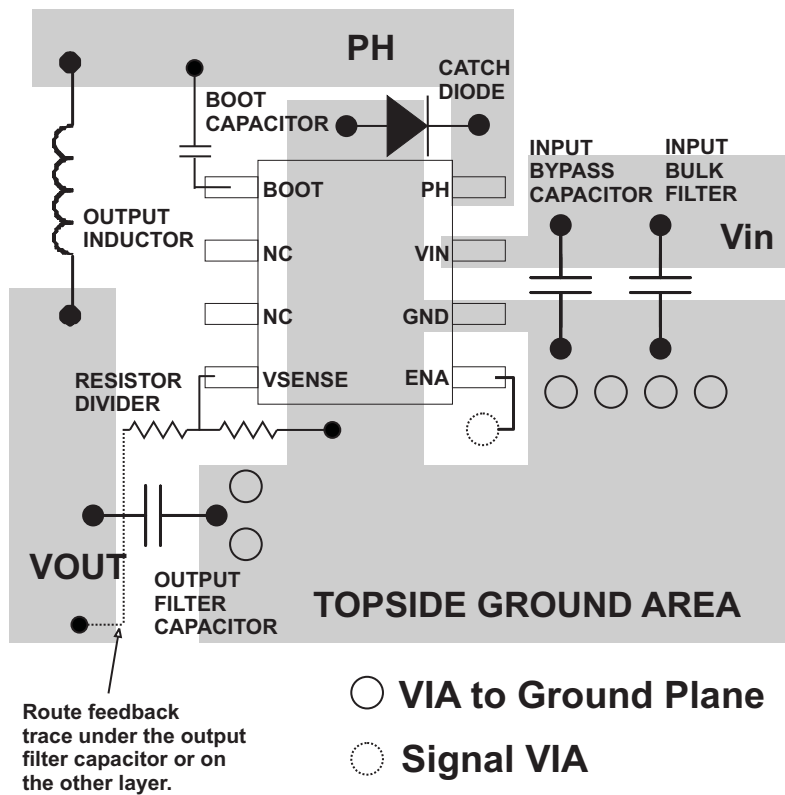 PH
CATCH
DIODE
BOOT
CAPACITOR
INPUT
BYPASS
CAPACITOR
INPUT
BULK
FILTER
BOOT
PH
OUTPUT
INDUCTOR
NC
VIN
Vin
NC
GND
RESISTOR
DIVIDER
VSENSE
ENA
VOUT
OUTPUT
FILTER
CAPACITOR
TOPSIDE GROUND AREA
Route feedback
trace under the output
filter capacitor or on
the other layer.
VIA to Ground Plane
Signal VIA